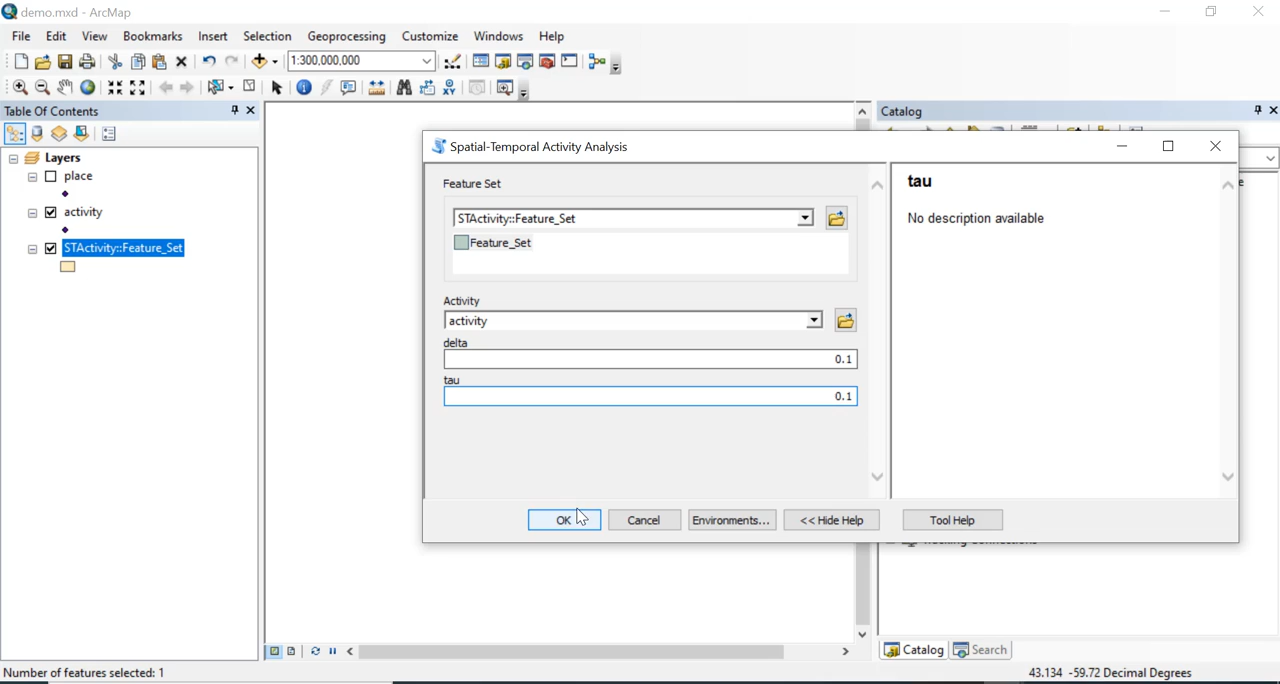 demo.mxd - ArcMap
File Edit View Bookmarks Insert Selection Geoprocessing Customize Windows Help
1:300,000,000
Table Of Contents
Catalog
Layers
place
activity
STActivity::Feature_Set
Spatial-Temporal Activity Analysis
Feature Set
STActivity::Feature_Set
Feature_Set
Activity
activity
delta
0.1
tau
0.1
tau
No description available
OK Cancel Environments... << Hide Help Tool Help
Catalog Search
Number of features selected: 1
43.134 -59.72 Decimal Degrees